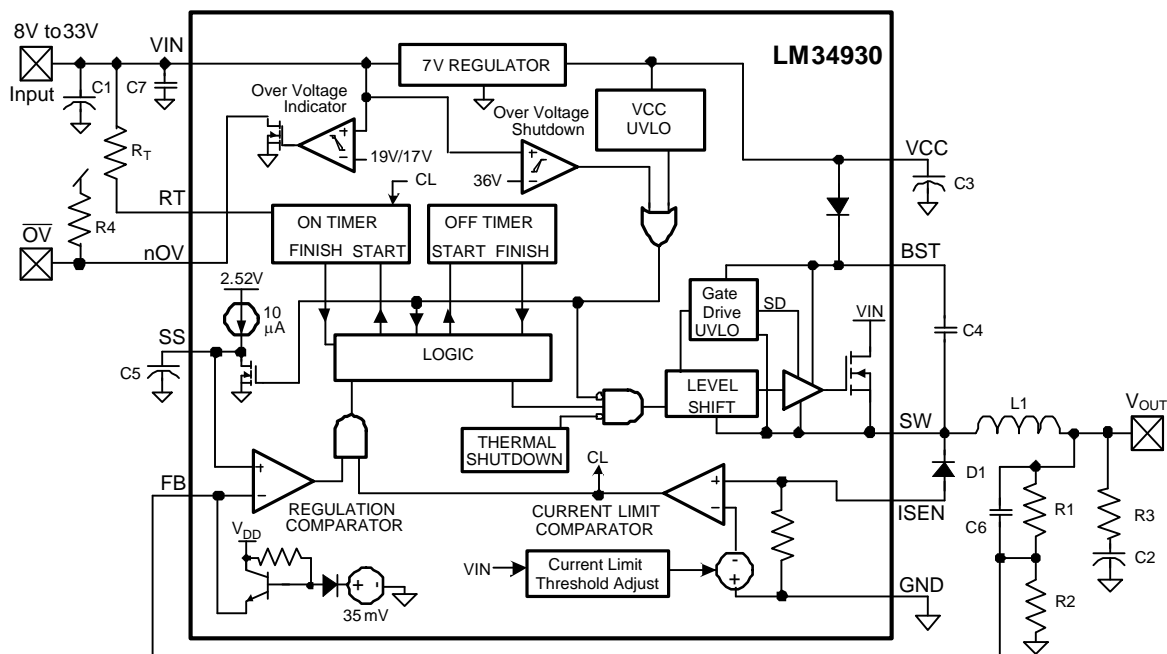 8V to 33V
VIN
LM34930
Input
C1
C7
7V REGULATOR
Over Voltage
Indicator
Over Voltage
Shutdown
VCC
UVLO
+
−
19V/17V
+
−
36V
VCC
C3
RT
RT
CL
R4
OV
nOV
ON TIMER
FINISH START
OFF TIMER
START FINISH
BST
2.52V
10
μA
Gate
Drive
UVLO
SD
VIN
C4
SS
C5
LOGIC
LEVEL
SHIFT
SW
L1
VOUT
THERMAL
SHUTDOWN
CL
D1
FB
+
−
REGULATION
COMPARATOR
CURRENT LIMIT
COMPARATOR
+
−
ISEN
C6
R1
R3
C2
VDD
VIN
Current Limit
Threshold Adjust
-
+
GND
R2
+ -
35mV